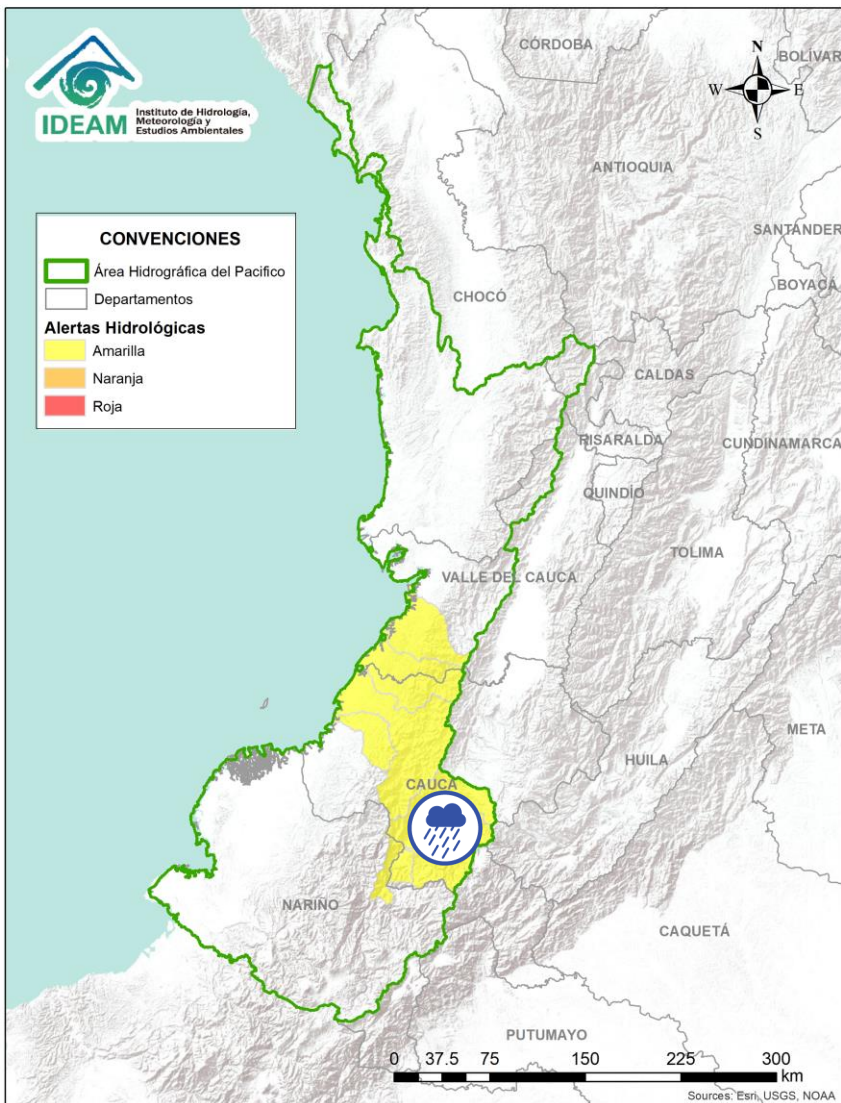 IDEAM
Instituto de Hidrología,
Meteorología y
Estudios Ambientales
N
W
E
S
CONVENCIONES
Área Hidrográfica del Pacifico
Departamentos
Alertas Hidrológicas
Amarilla
Naranja
Roja
CÓRDOBA
BOLÍVAR
ANTIOQUIA
SANTANDER
BOYACÁ
CHOCÓ
CALDAS
RISARALDA
CUNDINAMARCA
QUINDÍO
TOLIMA
VALLE DEL CAUCA
META
HUILA
CAUCA
NARIÑO
CAQUETÁ
PUTUMAYO
0 37.5 75 150 225 300
km
Sources: Esri, USGS, NOAA